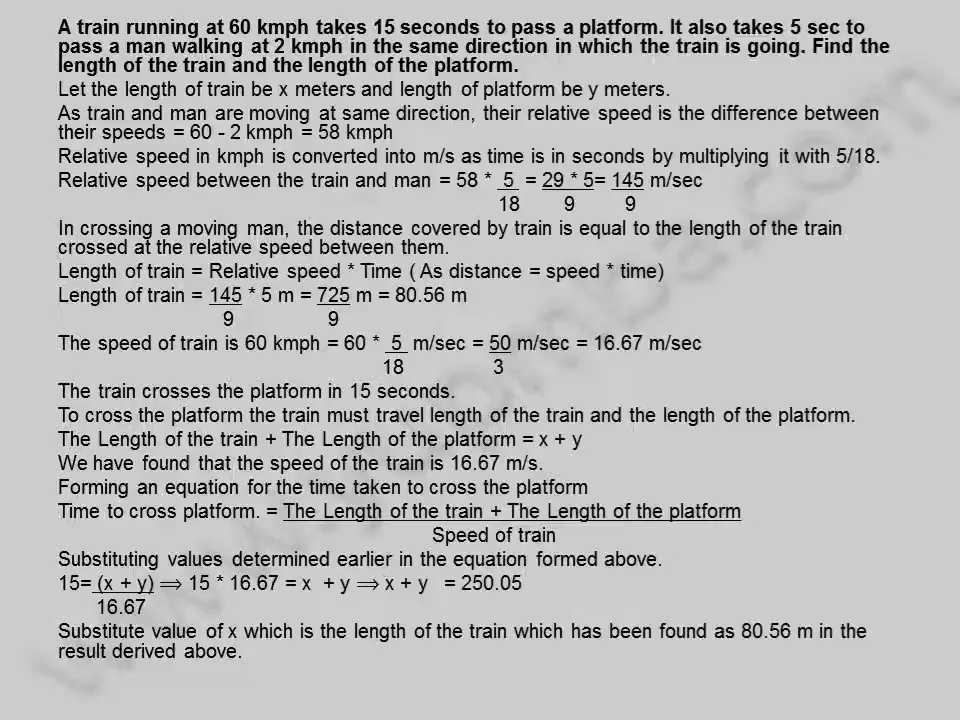 A train running at 60 kmph takes 15 seconds to pass a platform. It also takes 5 sec to
pass a man walking at 2 kmph in the same direction in which the train is going. Find the
length of the train and the length of the platform.
Let the length of train be x meters and length of platform be y meters.
As train and man are moving at same direction, their relative speed is the difference between
their speeds = 60 - 2 kmph = 58 kmph
Relative speed in kmph is converted into m/s as time is in seconds by multiplying it with 5/18.
Relative speed between the train and man = 58 * 5 = 29 * 5= 145 m/sec
18 9 9
In crossing a moving man, the distance covered by train is equal to the length of the train
crossed at the relative speed between them.
Length of train = Relative speed * Time ( As distance = speed * time)
Length of train = 145 * 5 m = 725 m = 80.56 m
9 9
The speed of train is 60 kmph = 60 * 5 m/sec = 50 m/sec = 16.67 m/sec
18 3
The train crosses the platform in 15 seconds.
To cross the platform the train must travel length of the train and the length of the platform.
The Length of the train + The Length of the platform = x + y
We have found that the speed of the train is 16.67 m/s.
Forming an equation for the time taken to cross the platform
Time to cross platform. = The Length of the train + The Length of the platform
Speed of train
Substituting values determined earlier in the equation formed above.
15= (x + y) ⟹ 15 * 16.67 = x + y ⟹ x + y = 250.05
16.67
Substitute value of x which is the length of the train which has been found as 80.56 m in the
result derived above.